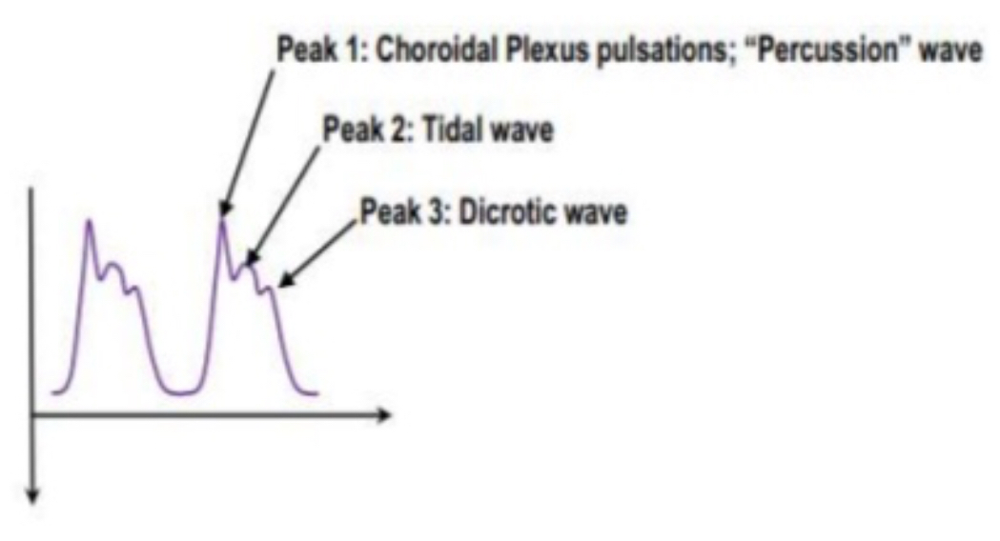 Peak 1: Choroidal Plexus pulsations; “Percussion” wave
Peak 2: Tidal wave
Peak 3: Dicrotic wave